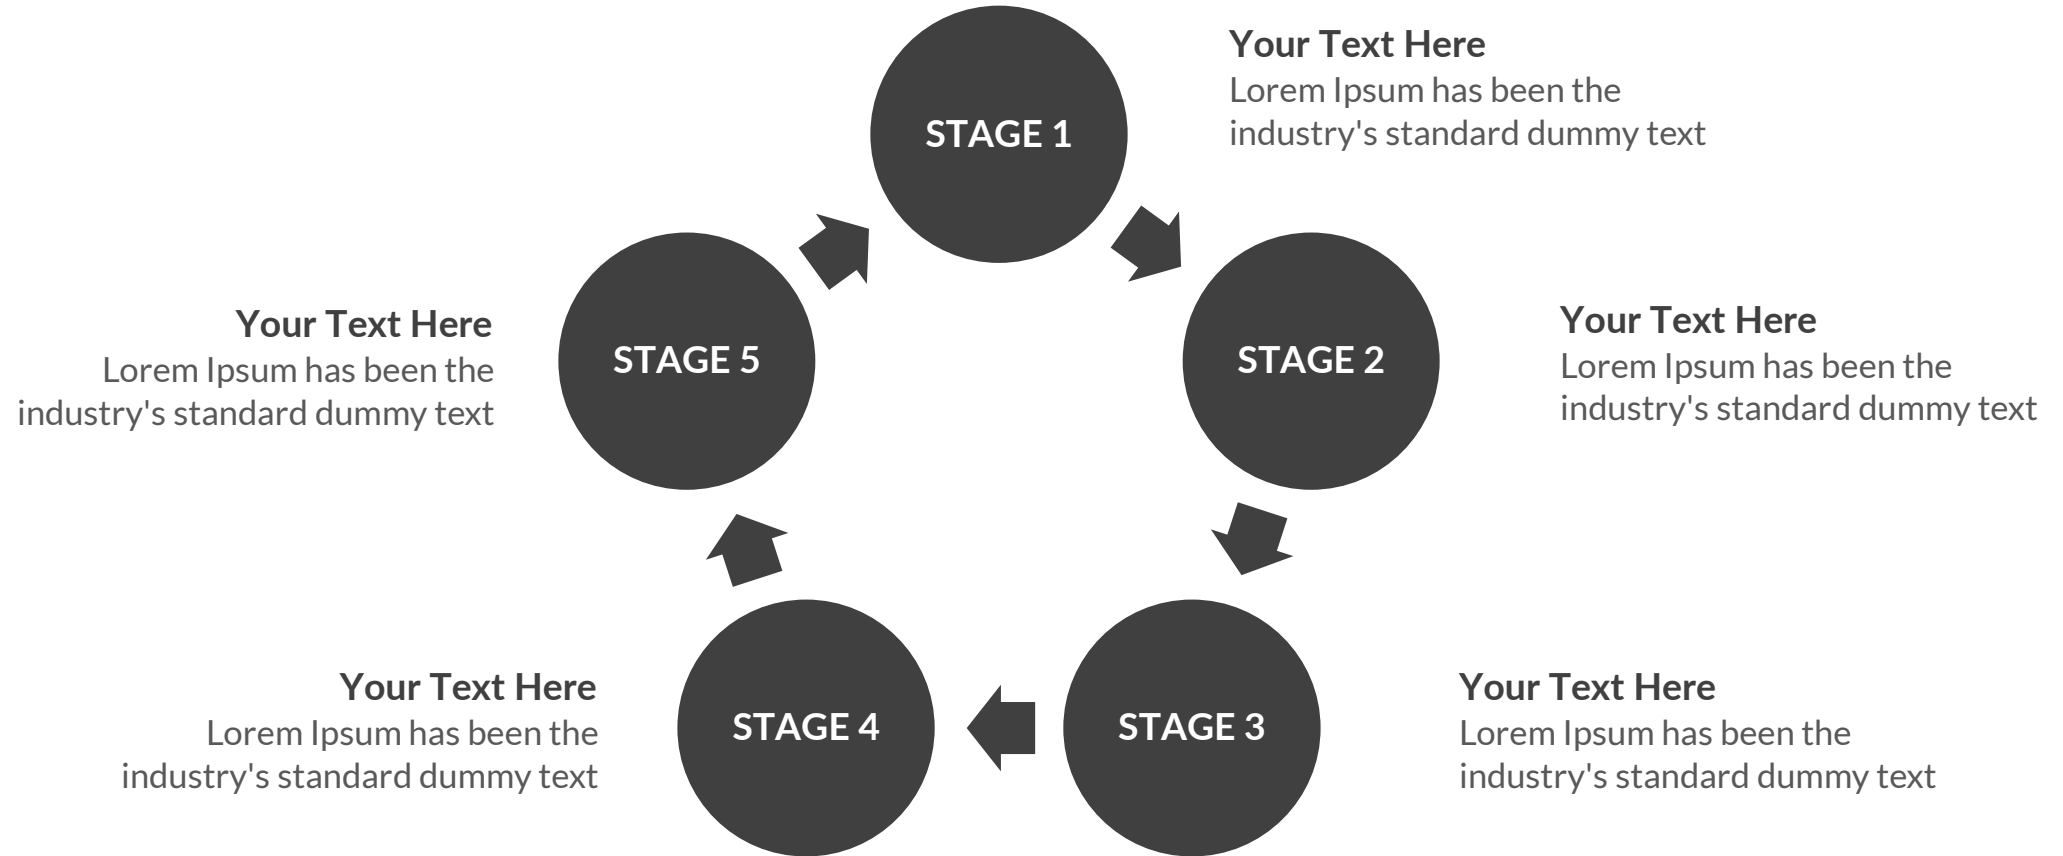 STAGE 1
Your Text Here
Lorem Ipsum has been the
industry's standard dummy text
STAGE 2
Your Text Here
Lorem Ipsum has been the
industry's standard dummy text
STAGE 3
Your Text Here
Lorem Ipsum has been the
industry's standard dummy text
STAGE 4
Your Text Here
Lorem Ipsum has been the
industry's standard dummy text
STAGE 5
Your Text Here
Lorem Ipsum has been the
industry's standard dummy text